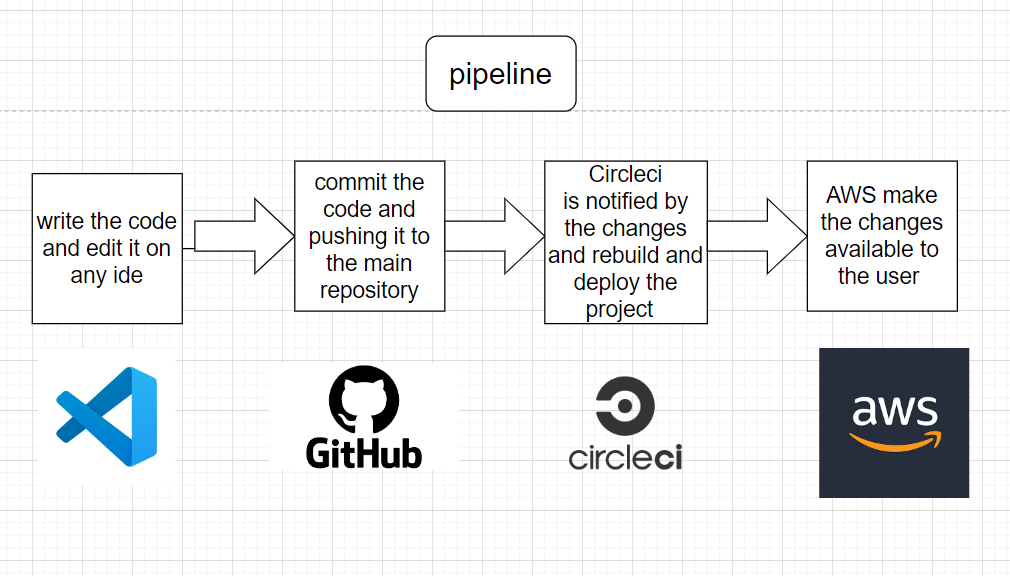 pipeline
write the code
and edit it on
any ide
commit the
code and
pushing it to
the main
repository
Circleci
is notified by
the changes
and rebuild and
deploy the
project
AWS make
the changes
available to
the user
GitHub
circleci
aws